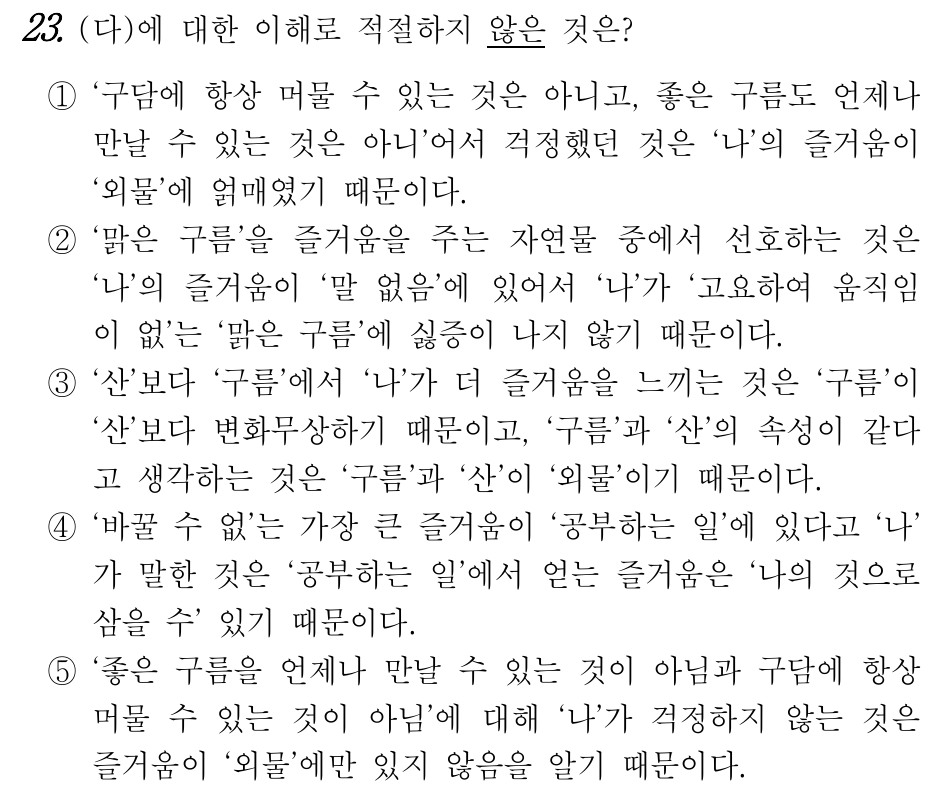 23. (다)에 대한 이해로 적절하지 않은 것은?
① ‘구담에 항상 머물 수 있는 것은 아니고, 좋은 구름도 언제나
만날 수 있는 것은 아니’어서 걱정했던 것은 ‘나’의 즐거움이
‘외물’에 얽매였기 때문이다.
② ‘맑은 구름’을 즐거움을 주는 자연물 중에서 선호하는 것은
‘나’의 즐거움이 ‘말 없음’에 있어서 ‘나’가 ‘고요하여 움직임
이 없’는 ‘맑은 구름’에 싫증이 나지 않기 때문이다.
③ ‘산’보다 ‘구름’에서 ‘나’가 더 즐거움을 느끼는 것은 ‘구름’이
‘산’보다 변화무상하기 때문이고, ‘구름’과 ‘산’의 속성이 같다
고 생각하는 것은 ‘구름’과 ‘산’이 ‘외물’이기 때문이다.
④ ‘바꿀 수 없’는 가장 큰 즐거움이 ‘공부하는 일’에 있다고 ‘나’
가 말한 것은 ‘공부하는 일’에서 얻는 즐거움은 ‘나의 것으로
삼을 수’ 있기 때문이다.
⑤ ‘좋은 구름을 언제나 만날 수 있는 것이 아님과 구담에 항상
머물 수 있는 것이 아님’에 대해 ‘나’가 걱정하지 않는 것은
즐거움이 ‘외물’에만 있지 않음을 알기 때문이다.